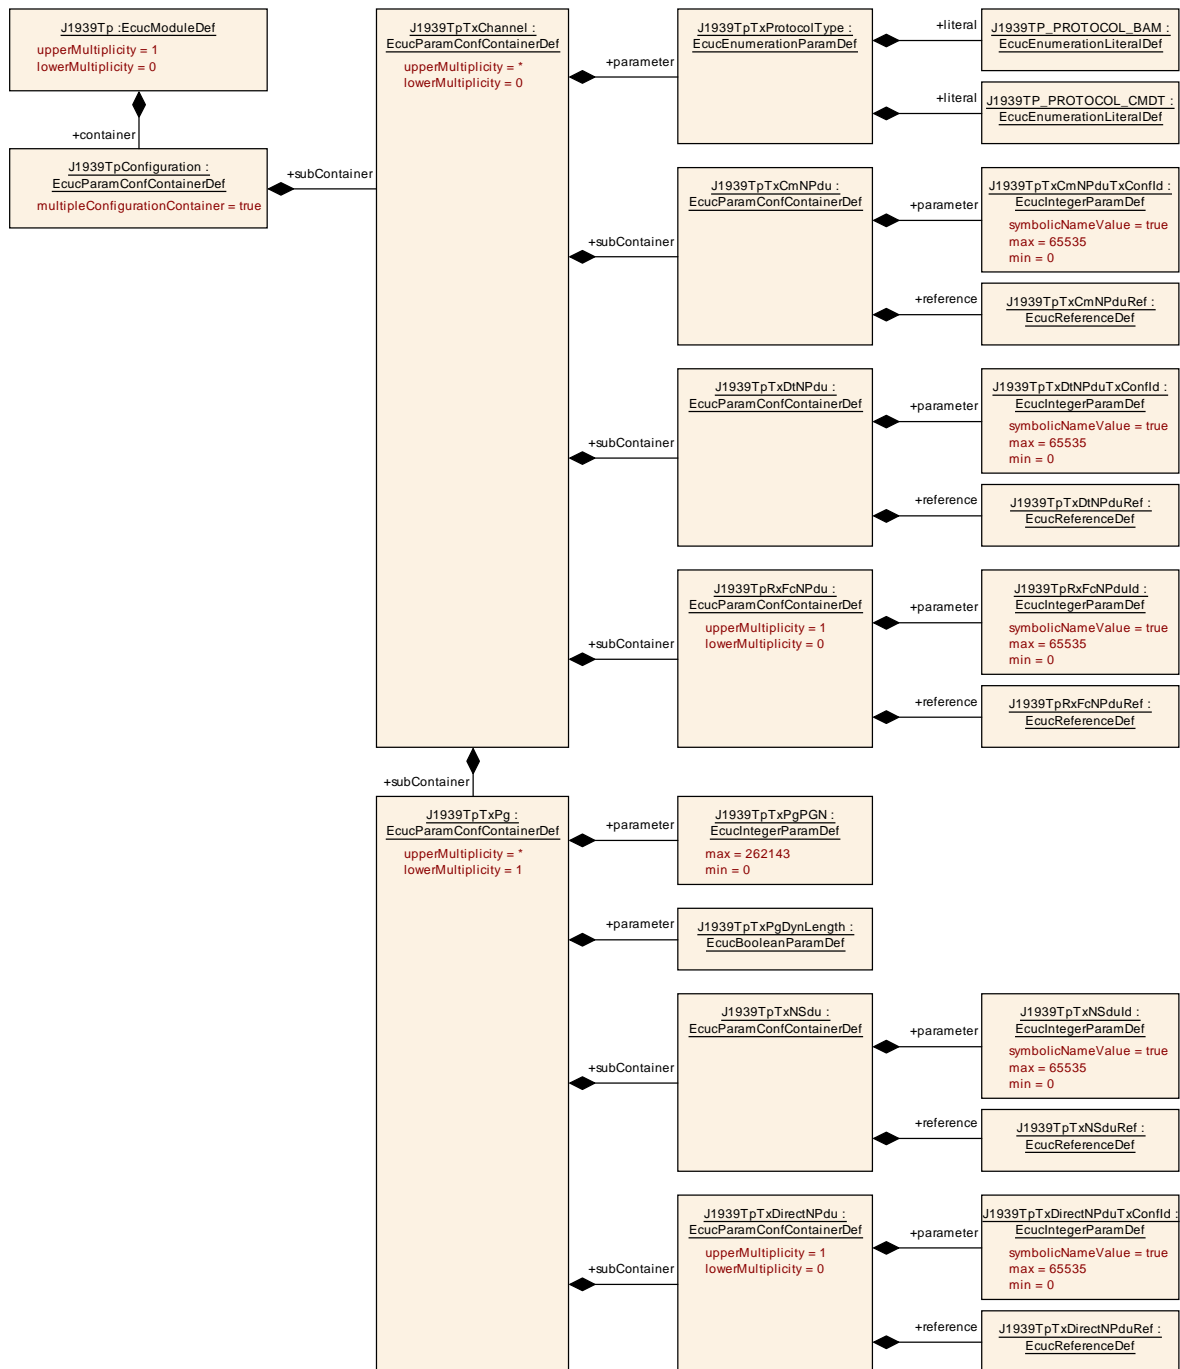 J1939Tp :EcucModuleDef
upperMultiplicity = 1
lowerMultiplicity = 0
+container
J1939TpConfiguration :
EcucParamConfContainerDef
multipleConfigurationContainer = true
+subContainer
J1939TpTxChannel :
EcucParamConfContainerDef
upperMultiplicity = *
lowerMultiplicity = 0
+parameter
J1939TpTxProtocolType :
EcucEnumerationParamDef
+literal
J1939TP_PROTOCOL_BAM :
EcucEnumerationLiteralDef
+literal
J1939TP_PROTOCOL_CMDT :
EcucEnumerationLiteralDef
+subContainer
J1939TpTxCmNPdu :
EcucParamConfContainerDef
+parameter
J1939TpTxCmNPduTxConfId :
EcucIntegerParamDef
symbolicNameValue = true
max = 65535
min = 0
+reference
J1939TpTxCmNPduRef :
EcucReferenceDef
+subContainer
J1939TpTxDtNPdu :
EcucParamConfContainerDef
+parameter
J1939TpTxDtNPduTxConfId :
EcucIntegerParamDef
symbolicNameValue = true
max = 65535
min = 0
+reference
J1939TpTxDtNPduRef :
EcucReferenceDef
+subContainer
J1939TpRxFcNPdu :
EcucParamConfContainerDef
upperMultiplicity = 1
lowerMultiplicity = 0
+parameter
J1939TpRxFcNPduId :
EcucIntegerParamDef
symbolicNameValue = true
max = 65535
min = 0
+reference
J1939TpRxFcNPduRef :
EcucReferenceDef
+subContainer
J1939TpTxPg :
EcucParamConfContainerDef
upperMultiplicity = *
lowerMultiplicity = 1
+parameter
J1939TpTxPgPGN :
EcucIntegerParamDef
max = 262143
min = 0
+parameter
J1939TpTxPgDynLength :
EcucBooleanParamDef
+subContainer
J1939TpTxNSdu :
EcucParamConfContainerDef
+parameter
J1939TpTxNSduId :
EcucIntegerParamDef
symbolicNameValue = true
max = 65535
min = 0
+reference
J1939TpTxNSduRef :
EcucReferenceDef
+subContainer
J1939TpTxDirectNPdu :
EcucParamConfContainerDef
upperMultiplicity = 1
lowerMultiplicity = 0
+parameter
J1939TpTxDirectNPduTxConfId :
EcucIntegerParamDef
symbolicNameValue = true
max = 65535
min = 0
+reference
J1939TpTxDirectNPduRef :
EcucReferenceDef